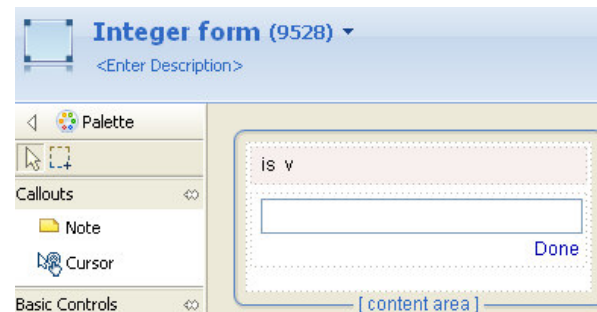 Integer form (9528)
<Enter Description>
Palette
Callouts
Note
Cursor
Basic Controls
is v
Done
[ content area ]